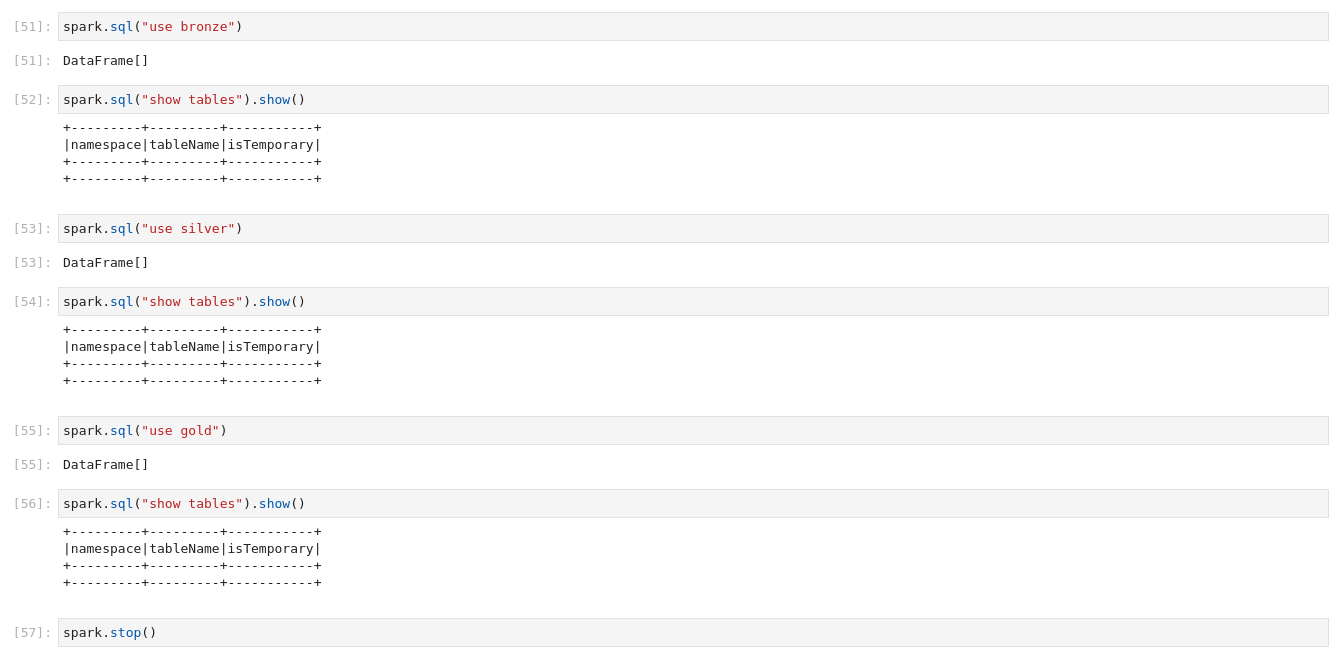 [51]: spark.sql("use bronze")
[51]: DataFrame[]
[52]: spark.sql("show tables").show()
+---------+---------+-----------+
|namespace|tableName|isTemporary|
+---------+---------+-----------+
+---------+---------+-----------+
[53]: spark.sql("use silver")
[53]: DataFrame[]
[54]: spark.sql("show tables").show()
+---------+---------+-----------+
|namespace|tableName|isTemporary|
+---------+---------+-----------+
+---------+---------+-----------+
[55]: spark.sql("use gold")
[55]: DataFrame[]
[56]: spark.sql("show tables").show()
+---------+---------+-----------+
|namespace|tableName|isTemporary|
+---------+---------+-----------+
+---------+---------+-----------+
[57]: spark.stop()